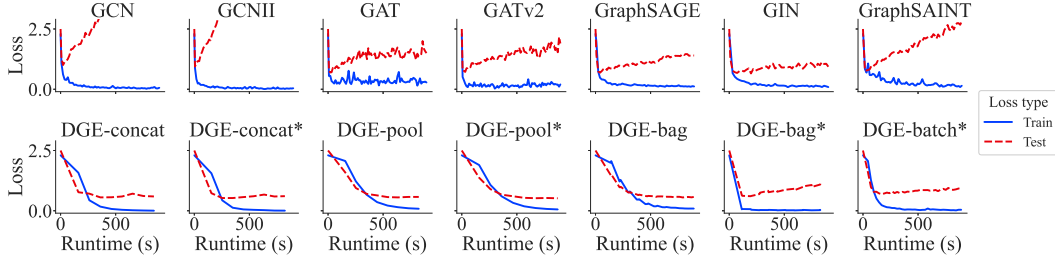 GCN GCNII GAT GATv2 GraphSAGE GIN GraphSAINT
2.5
Loss
0.0
Loss type
Train
Test
DGE-concat DGE-concat* DGE-pool DGE-pool* DGE-bag DGE-bag* DGE-batch*
2.5
Loss
0.0
0 500 0 500 0 500 0 500 0 500 0 500 0 500
Runtime (s) Runtime (s) Runtime (s) Runtime (s) Runtime (s) Runtime (s) Runtime (s)